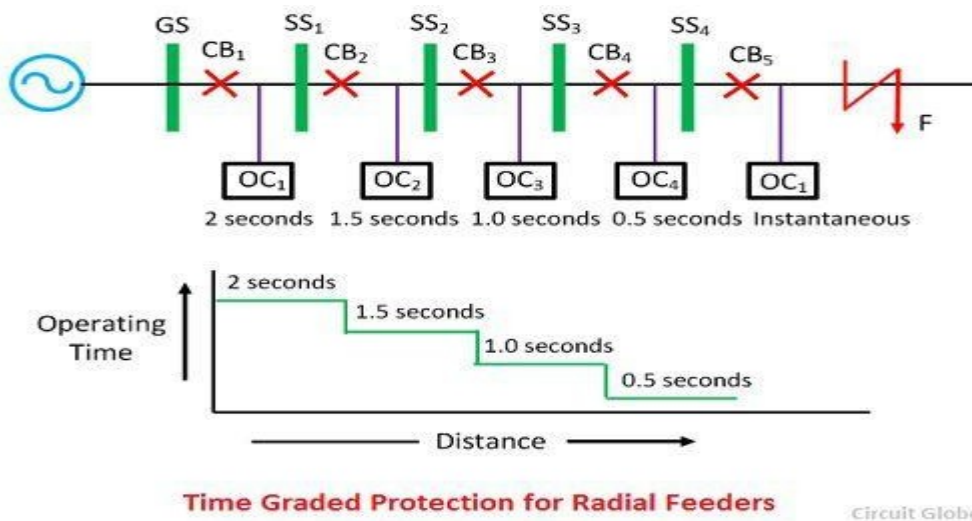 GS SS₁ SS₂ SS₃ SS₄
CB₁ CB₂ CB₃ CB₄ CB₅
F
OC₁ OC₂ OC₃ OC₄ OC₁
2 seconds 1.5 seconds 1.0 seconds 0.5 seconds Instantaneous
2 seconds
1.5 seconds
1.0 seconds
0.5 seconds
Operating
Time
Distance
Time Graded Protection for Radial Feeders
Circuit Globe